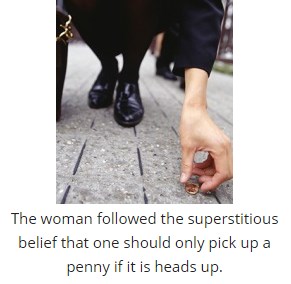 The woman followed the superstitious
belief that one should only pick up a
penny if it is heads up.